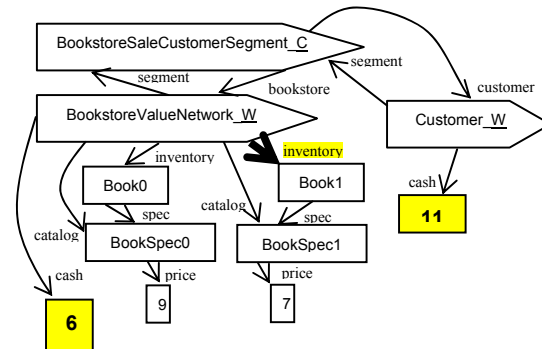 BookstoreSaleCustomerSegment_C
segment
bookstore
segment
customer
BookstoreValueNetwork_W
Customer_W
inventory
inventory
Book0
Book1
cash
11
spec
catalog
spec
catalog
BookSpec0
BookSpec1
cash
price
price
6
9
7